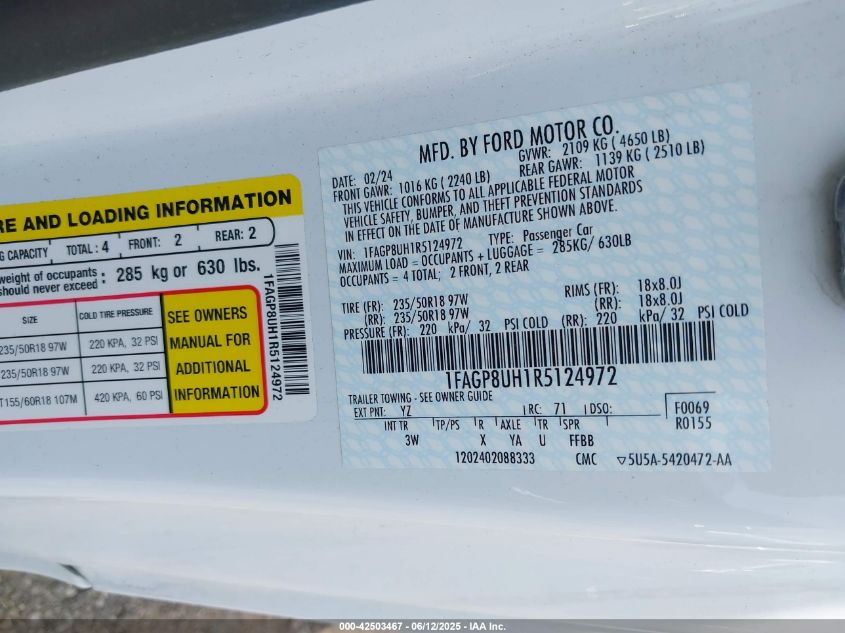 RE AND LOADING INFORMATION
G CAPACITY TOTAL: 4 FRONT: 2 REAR: 2
weight of occupants : 285 kg or 630 lbs.
should never exceed
SIZE COLD TIRE PRESSURE
235/50R18 97W 220 KPA, 32 PSI
235/50R18 97W 220 KPA, 32 PSI
T155/60R18 107M 420 KPA, 60 PSI
SEE OWNERS
MANUAL FOR
ADDITIONAL
INFORMATION
1FAGP8UH1R5124972
MFD. BY FORD MOTOR CO.
DATE: 02/24 GVWR: 2109 KG ( 4650 LB)
FRONT GAWR: 1016 KG ( 2240 LB) REAR GAWR: 1139 KG ( 2510 LB)
THIS VEHICLE CONFORMS TO ALL APPLICABLE FEDERAL MOTOR
VEHICLE SAFETY, BUMPER, AND THEFT PREVENTION STANDARDS
IN EFFECT ON THE DATE OF MANUFACTURE SHOWN ABOVE.
VIN: 1FAGP8UH1R5124972 TYPE: Passenger Car
MAXIMUM LOAD = OCCUPANTS + LUGGAGE = 285KG/ 630LB
OCCUPANTS = 4 TOTAL; 2 FRONT, 2 REAR
TIRE (FR): 235/50R18 97W RIMS (FR): 18x8.0J
(RR): 235/50R18 97W (RR): 18x8.0J
PRESSURE (FR): 220 kPa/ 32 PSI COLD (RR): 220 kPa/ 32 PSI COLD
1FAGP8UH1R5124972
TRAILER TOWING - SEE OWNER GUIDE
EXT PNT: YZ RC: 71 DSO: F0069
INT TR TP/PS R AXLE TR SPR R0155
3W X YA U FFBB
1202402088333 CMC ▽5U5A-5420472-AA
000-42503467 - 06/12/2025 - IAA Inc.